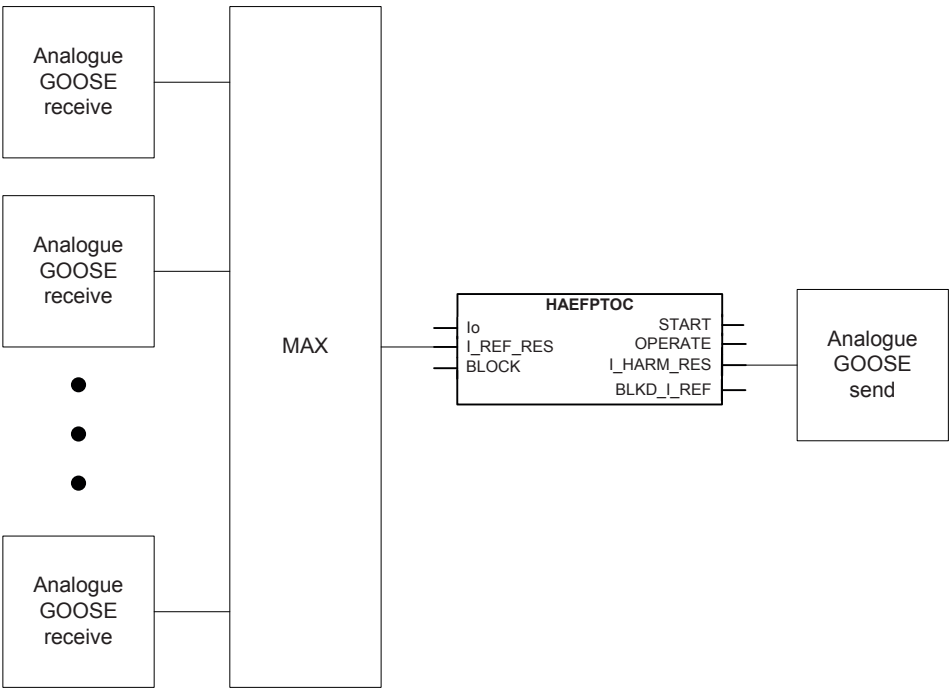 Analogue
GOOSE
receive
Analogue
GOOSE
receive
MAX
HAEFPTOC
Io
I_REF_RES
BLOCK
START
OPERATE
I_HARM_RES
BLKD_I_REF
Analogue
GOOSE
send
Analogue
GOOSE
receive